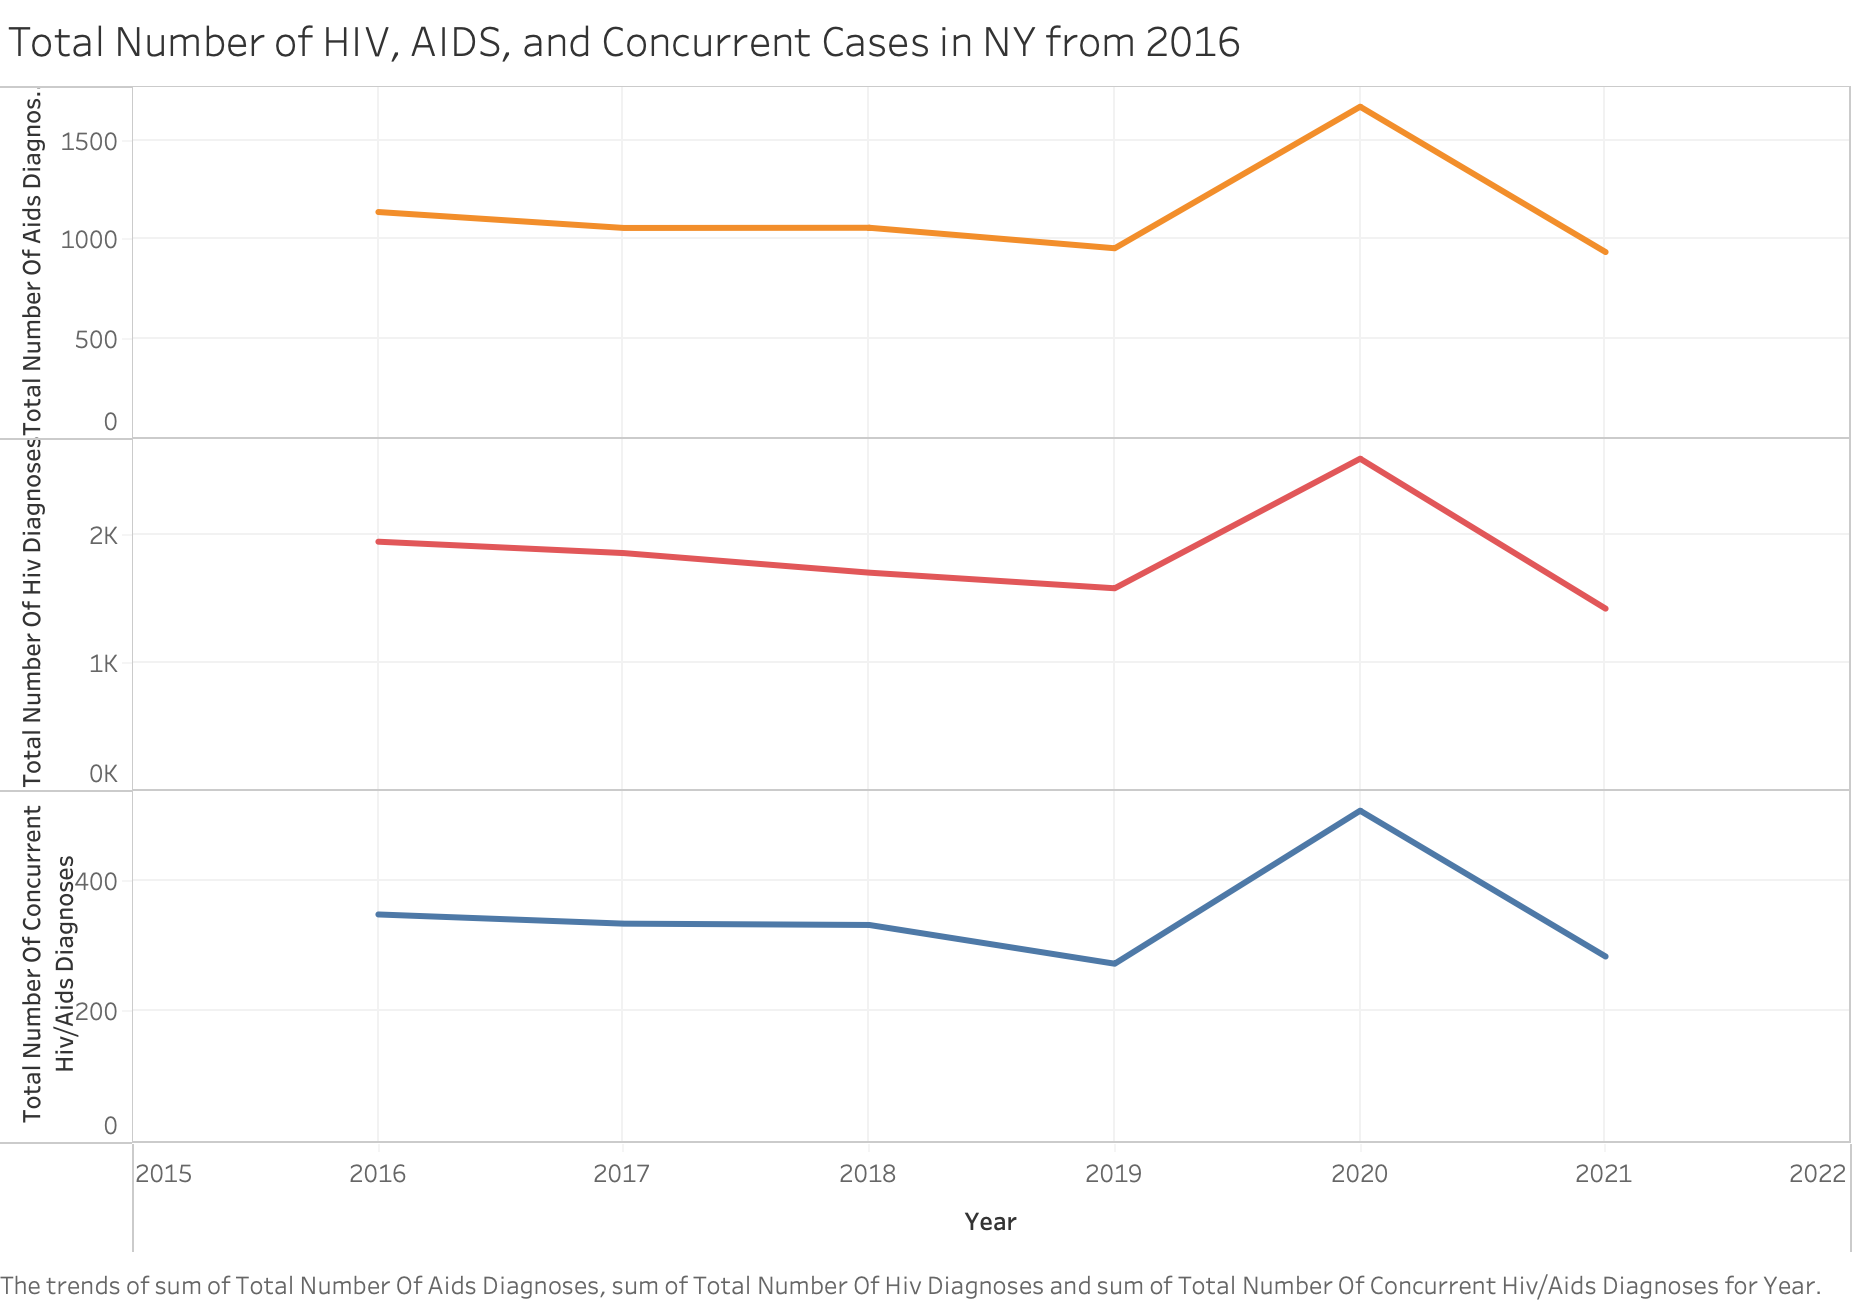 Total Number of HIV, AIDS, and Concurrent Cases in NY from 2016
Total Number Of Aids Diagnos..
1500
1000
500
0
Total Number Of Hiv Diagnoses
2K
1K
0K
Total Number Of Concurrent
Hiv/Aids Diagnoses
400
200
0
2015 2016 2017 2018 2019 2020 2021 2022
Year
The trends of sum of Total Number Of Aids Diagnoses, sum of Total Number Of Hiv Diagnoses and sum of Total Number Of Concurrent Hiv/Aids Diagnoses for Year.